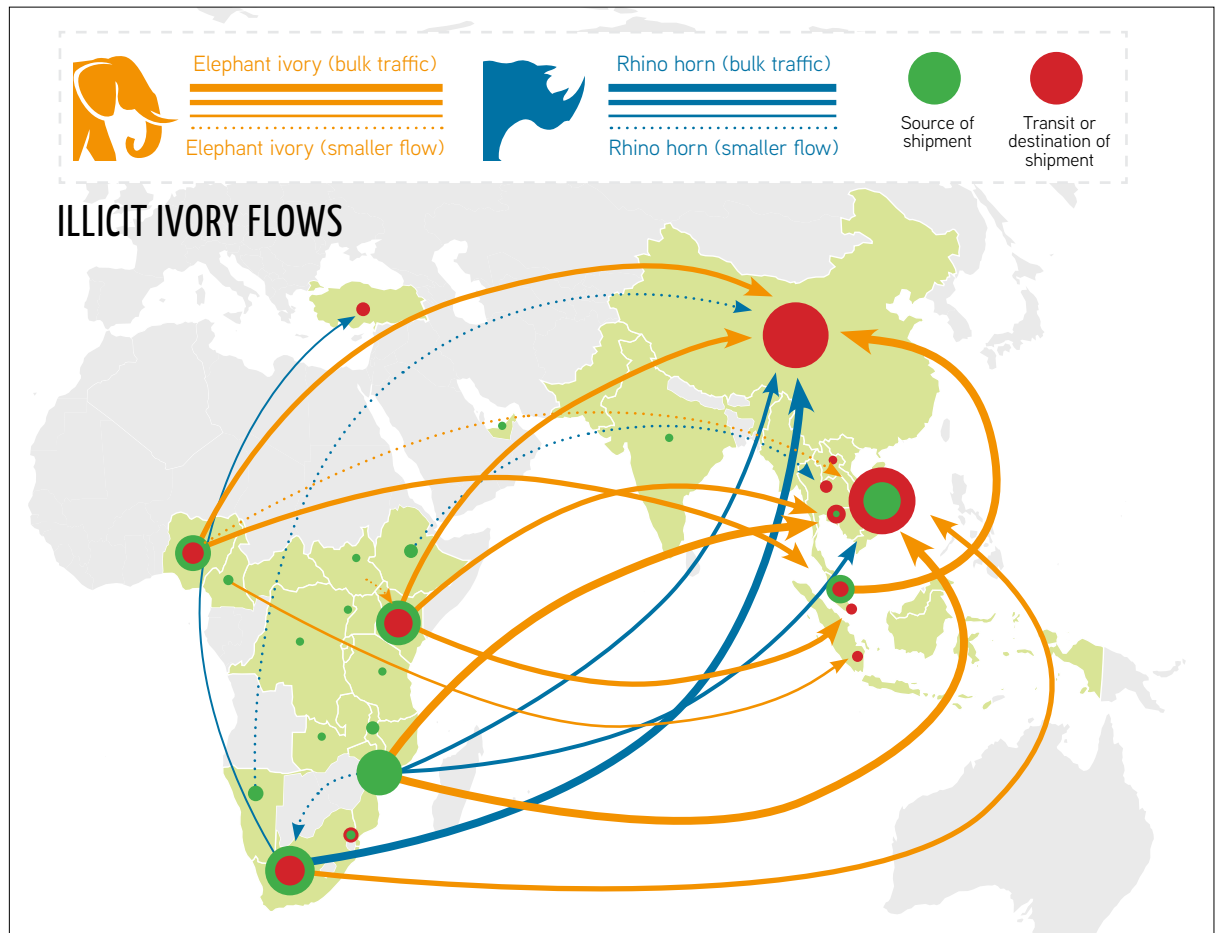 Elephant ivory (bulk traffic)
Elephant ivory (smaller flow)
Rhino horn (bulk traffic)
Rhino horn (smaller flow)
Source of
shipment
Transit or
destination of
shipment
ILLICIT IVORY FLOWS